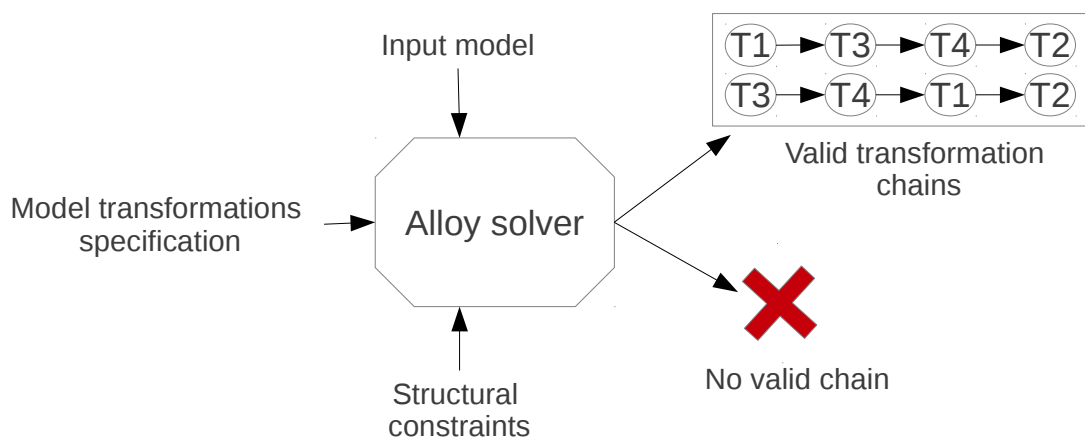 Input model
T1 T3 T4 T2
T3 T4 T1 T2
Valid transformation
chains
Model transformations
specification
Alloy solver
No valid chain
Structural
constraints